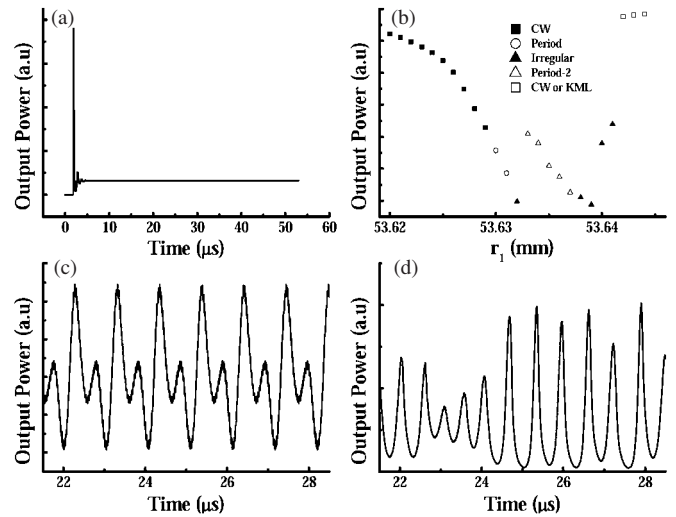 (a)
Output Power (a.u)
0 10 20 30 40 50 60
Time (μs)
(b)
CW
Period
Irregular
Period-2
CW or KML
Output Power (a.u)
53.62 53.63 53.64
r1 (mm)
(c)
Output Power (a.u)
22 24 26 28
Time (μs)
(d)
Output Power (a.u)
22 24 26 28
Time (μs)